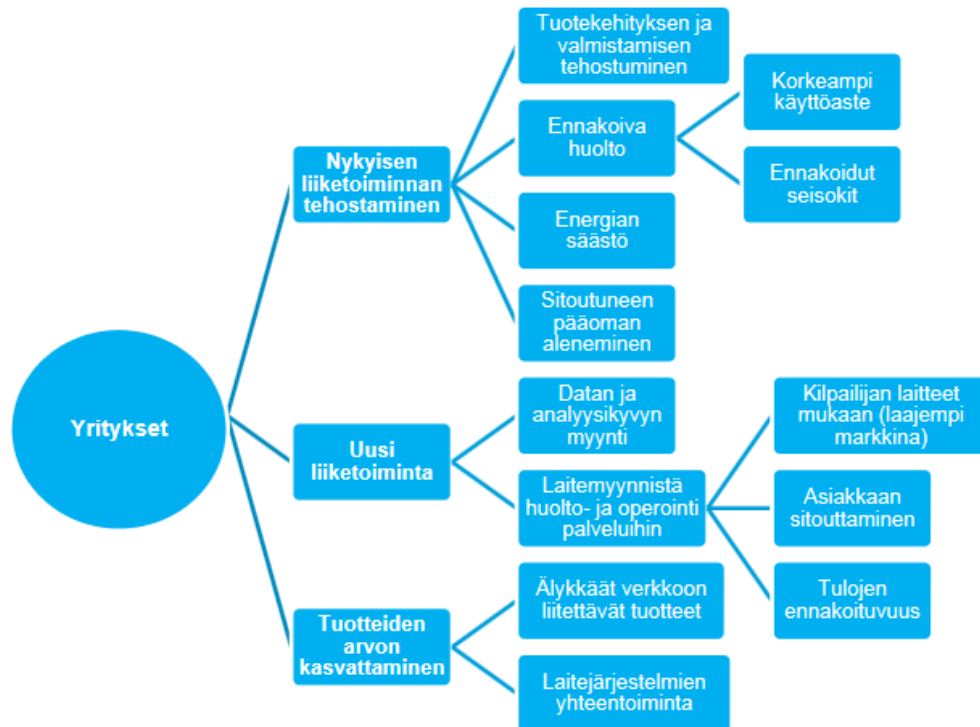 Yritykset
Nykyisen
liiketoiminnan
tehostaminen
Tuotekehityksen ja
valmistamisen
tehostuminen
Ennakoiva
huolto
Korkeampi
käyttöaste
Ennakoidut
seisokit
Energian
säästö
Sitoutuneen
pääoman
aleneminen
Uusi
liiketoiminta
Datan ja
analyysikyvyn
myynti
Laitemyynnistä
huolto- ja operointi
palveluihin
Kilpailijan laitteet
mukaan (laajempi
markkina)
Asiakkaan
sitouttaminen
Tulojen
ennakoituvuus
Tuotteiden
arvon
kasvattaminen
Älykkäät verkkoon
liitettävät tuotteet
Laitejärjestelmien
yhteentoiminta